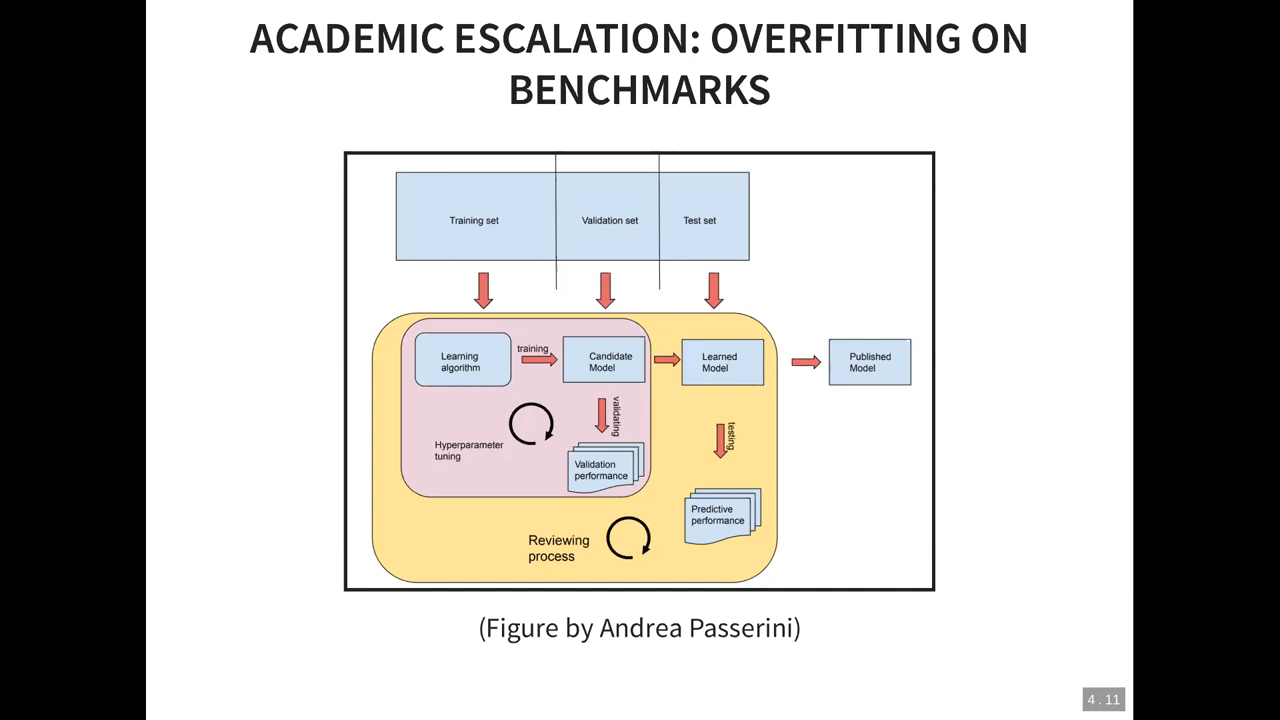 ACADEMIC ESCALATION: OVERFITTING ON
BENCHMARKS
Training set
Validation set
Test set
Learning
algorithm
training
Candidate
Model
Learned
Model
Published
Model
validating
testing
Hyperparameter
tuning
Validation
performance
Predictive
performance
Reviewing
process
(Figure by Andrea Passerini)
4 . 11